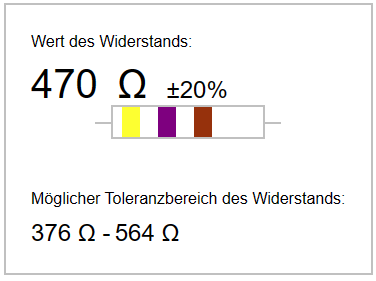 Wert des Widerstands:
470 Ω ±20%
Möglicher Toleranzbereich des Widerstands:
376 Ω - 564 Ω